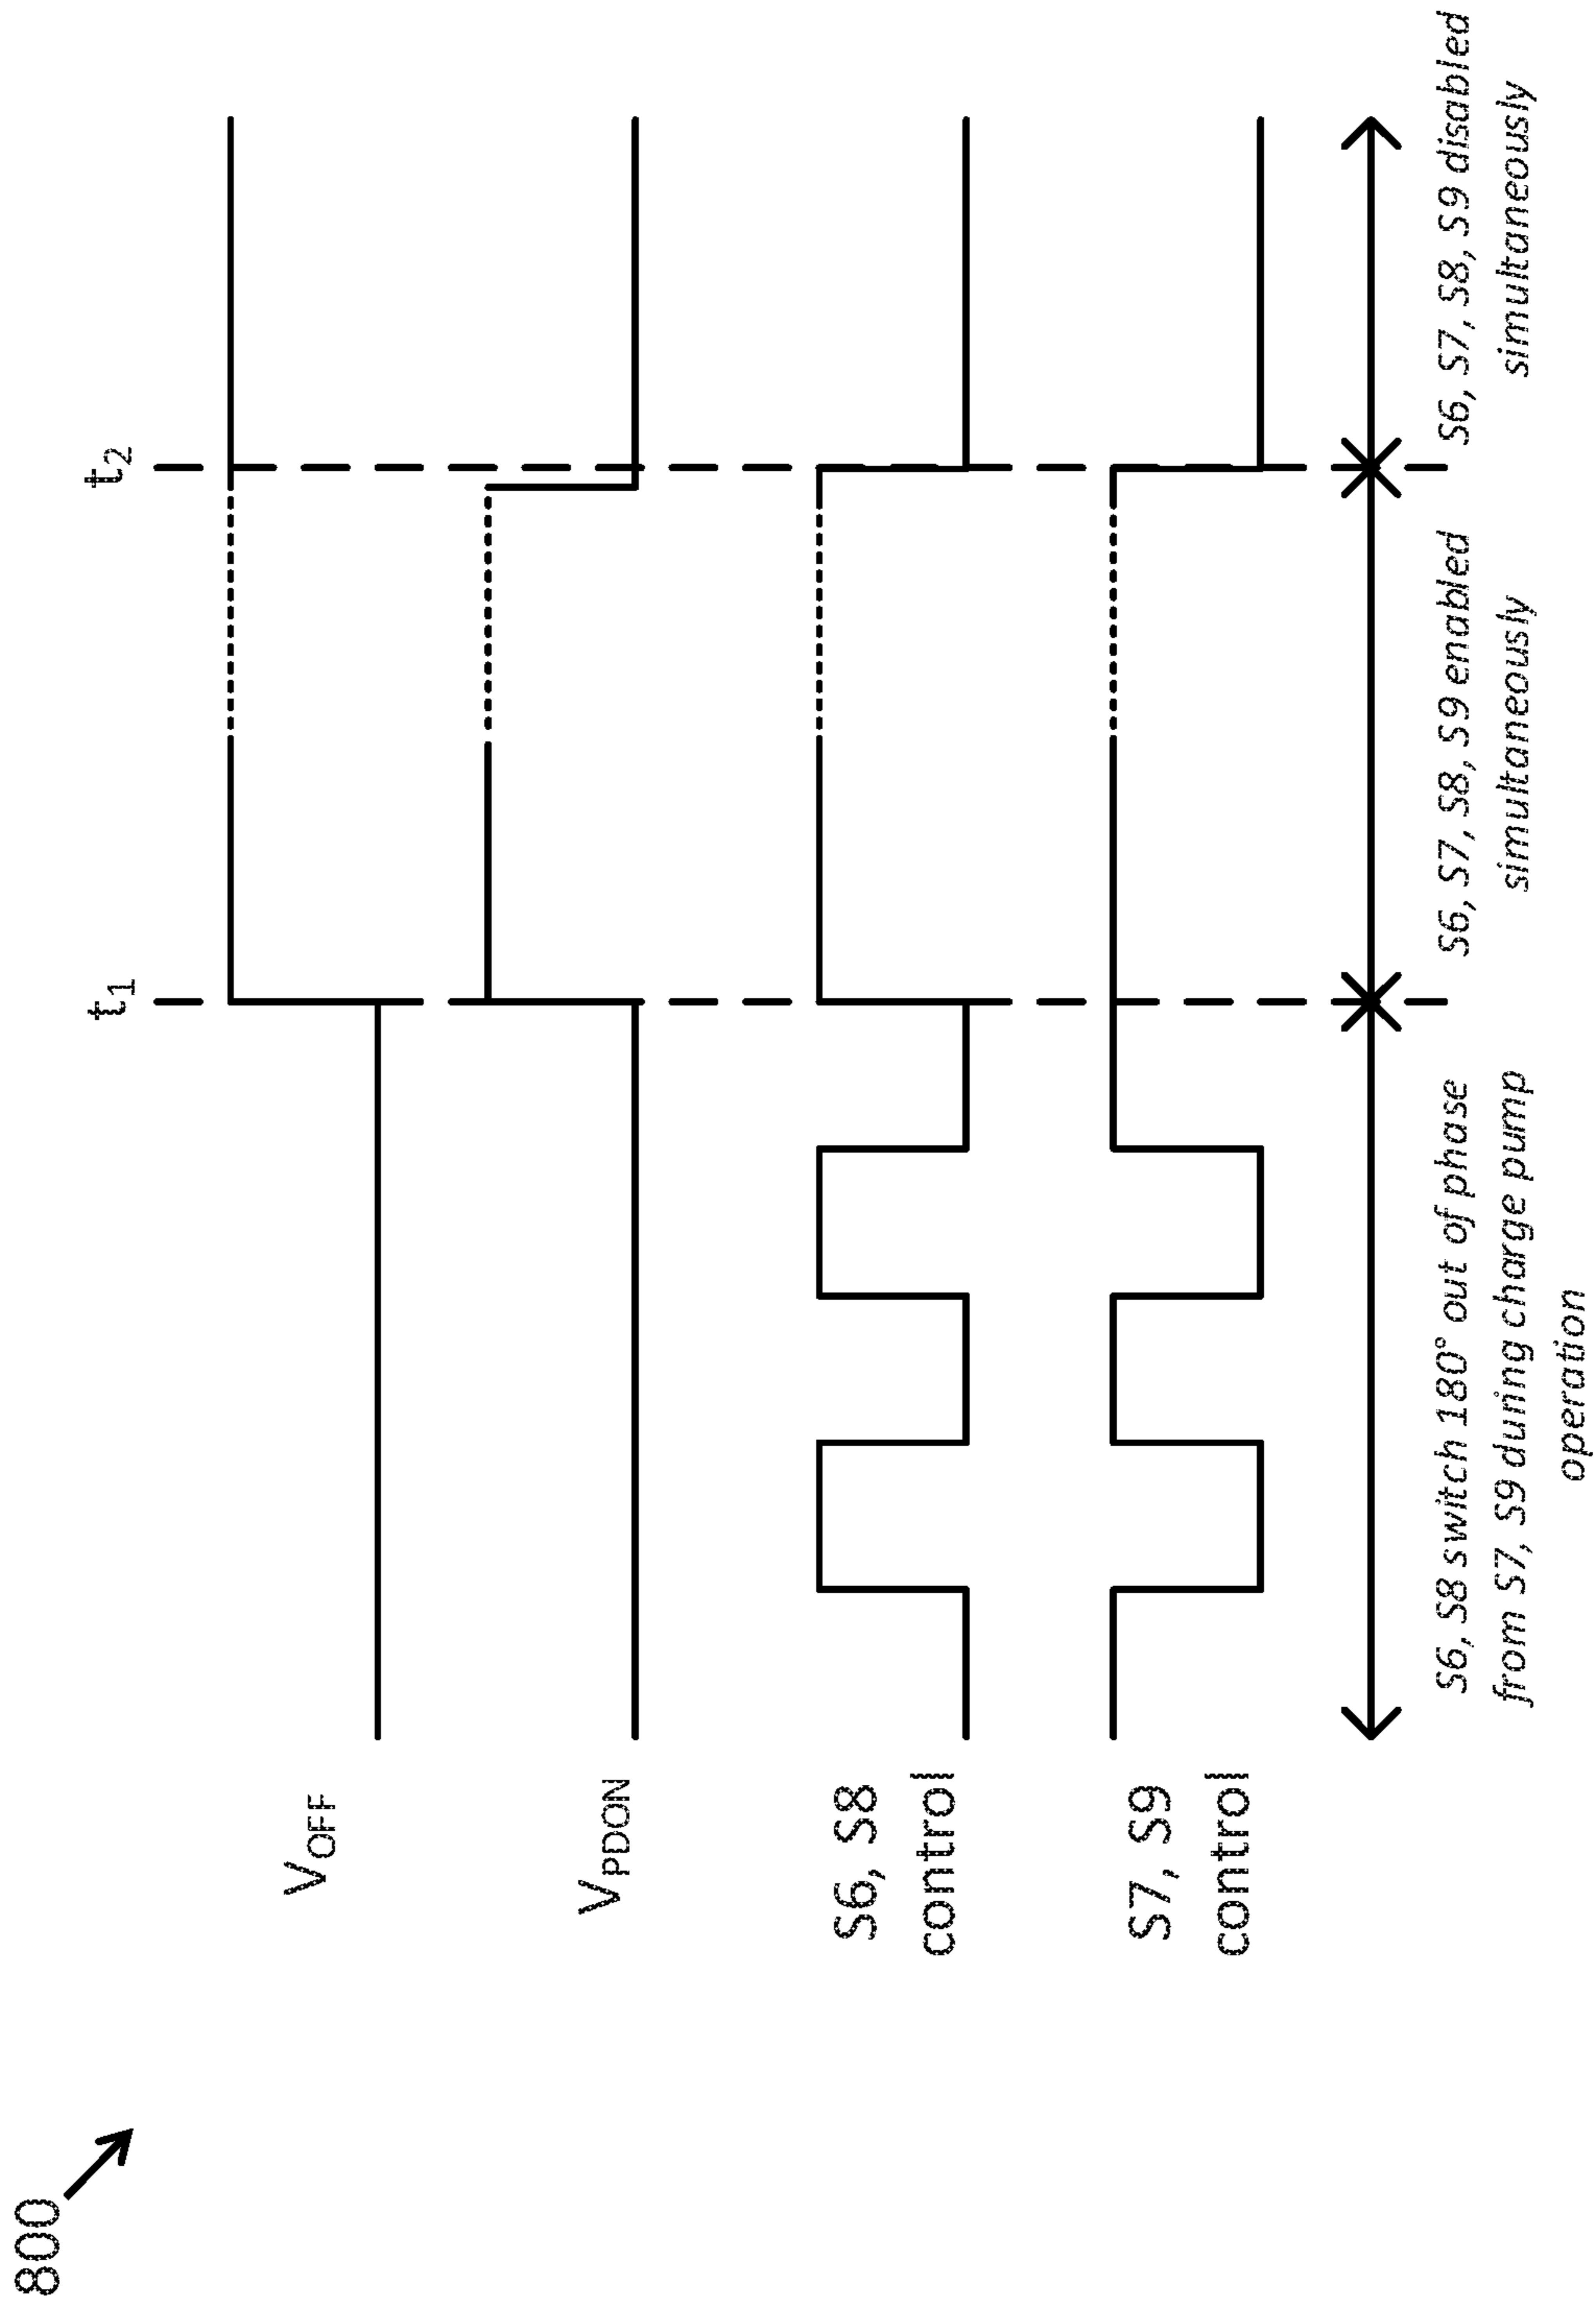 800
t1
t2
VOFF
VPDON
S6, S8
control
S7, S9
control
S6, S8 switch 180° out of phase
from S7, S9 duning charge pump
operation
S6, S7, S8, S9 enabled
simultaneously
S6, S7, S8, S9 disabled
simultaneously